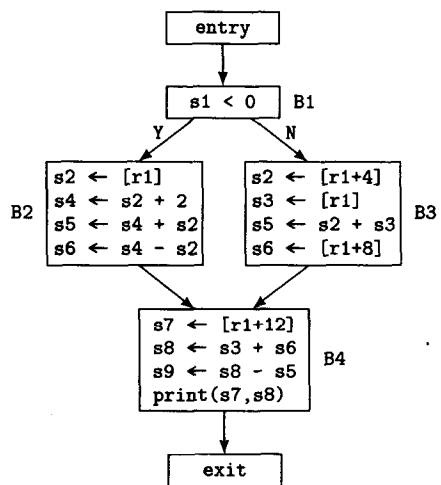 entry
s1 < 0 B1
Y N
B2
s2 ← [r1]
s4 ← s2 + 2
s5 ← s4 + s2
s6 ← s4 - s2
s2 ← [r1+4]
s3 ← [r1]
s5 ← s2 + s3
s6 ← [r1+8]
B3
s7 ← [r1+12]
s8 ← s3 + s6
s9 ← s8 - s5
print(s7,s8)
B4
exit